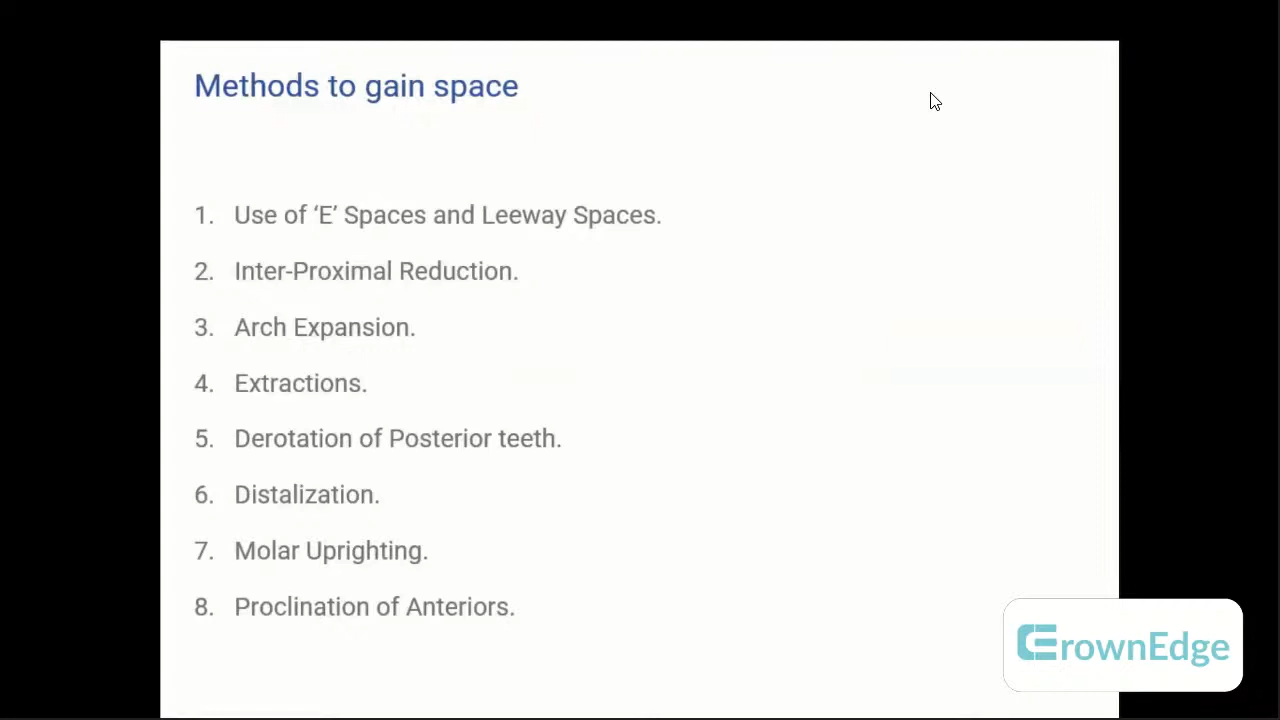 Methods to gain space
1. Use of ‘E’ Spaces and Leeway Spaces.
2. Inter-Proximal Reduction.
3. Arch Expansion.
4. Extractions.
5. Derotation of Posterior teeth.
6. Distalization.
7. Molar Uprighting.
8. Proclination of Anteriors.
CrownEdge